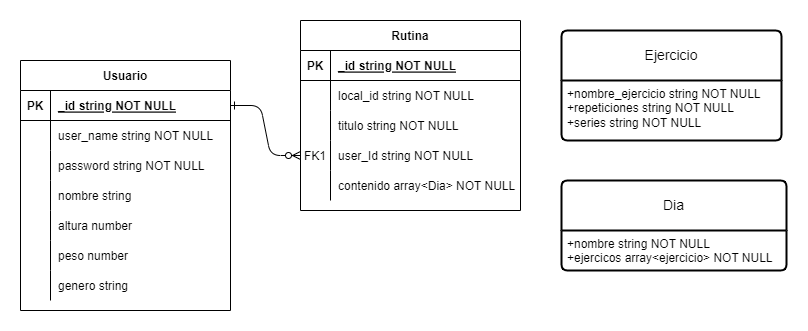 Usuario
PK _id string NOT NULL
user_name string NOT NULL
password string NOT NULL
nombre string
altura number
peso number
genero string
Rutina
PK _id string NOT NULL
local_id string NOT NULL
titulo string NOT NULL
FK1 user_Id string NOT NULL
contenido array<Dia> NOT NULL
Ejercicio
+nombre_ejercicio string NOT NULL
+repeticiones string NOT NULL
+series string NOT NULL
Dia
+nombre string NOT NULL
+ejercicos array<ejercicio> NOT NULL